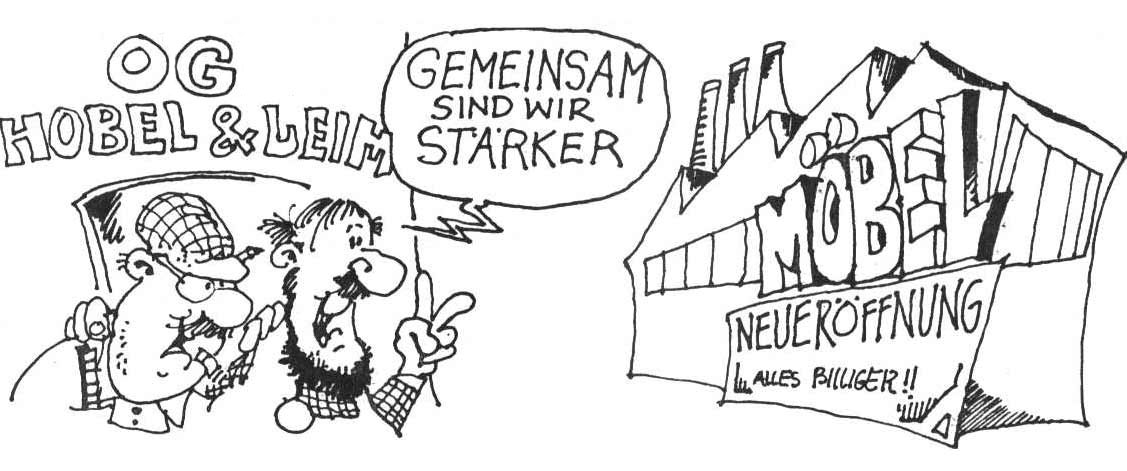 OG
HOBEL & LEIM
GEMEINSAM
SIND WIR
STÄRKER
MÖBEL
NEUERÖFFNUNG
ALLES BILLIGER!!